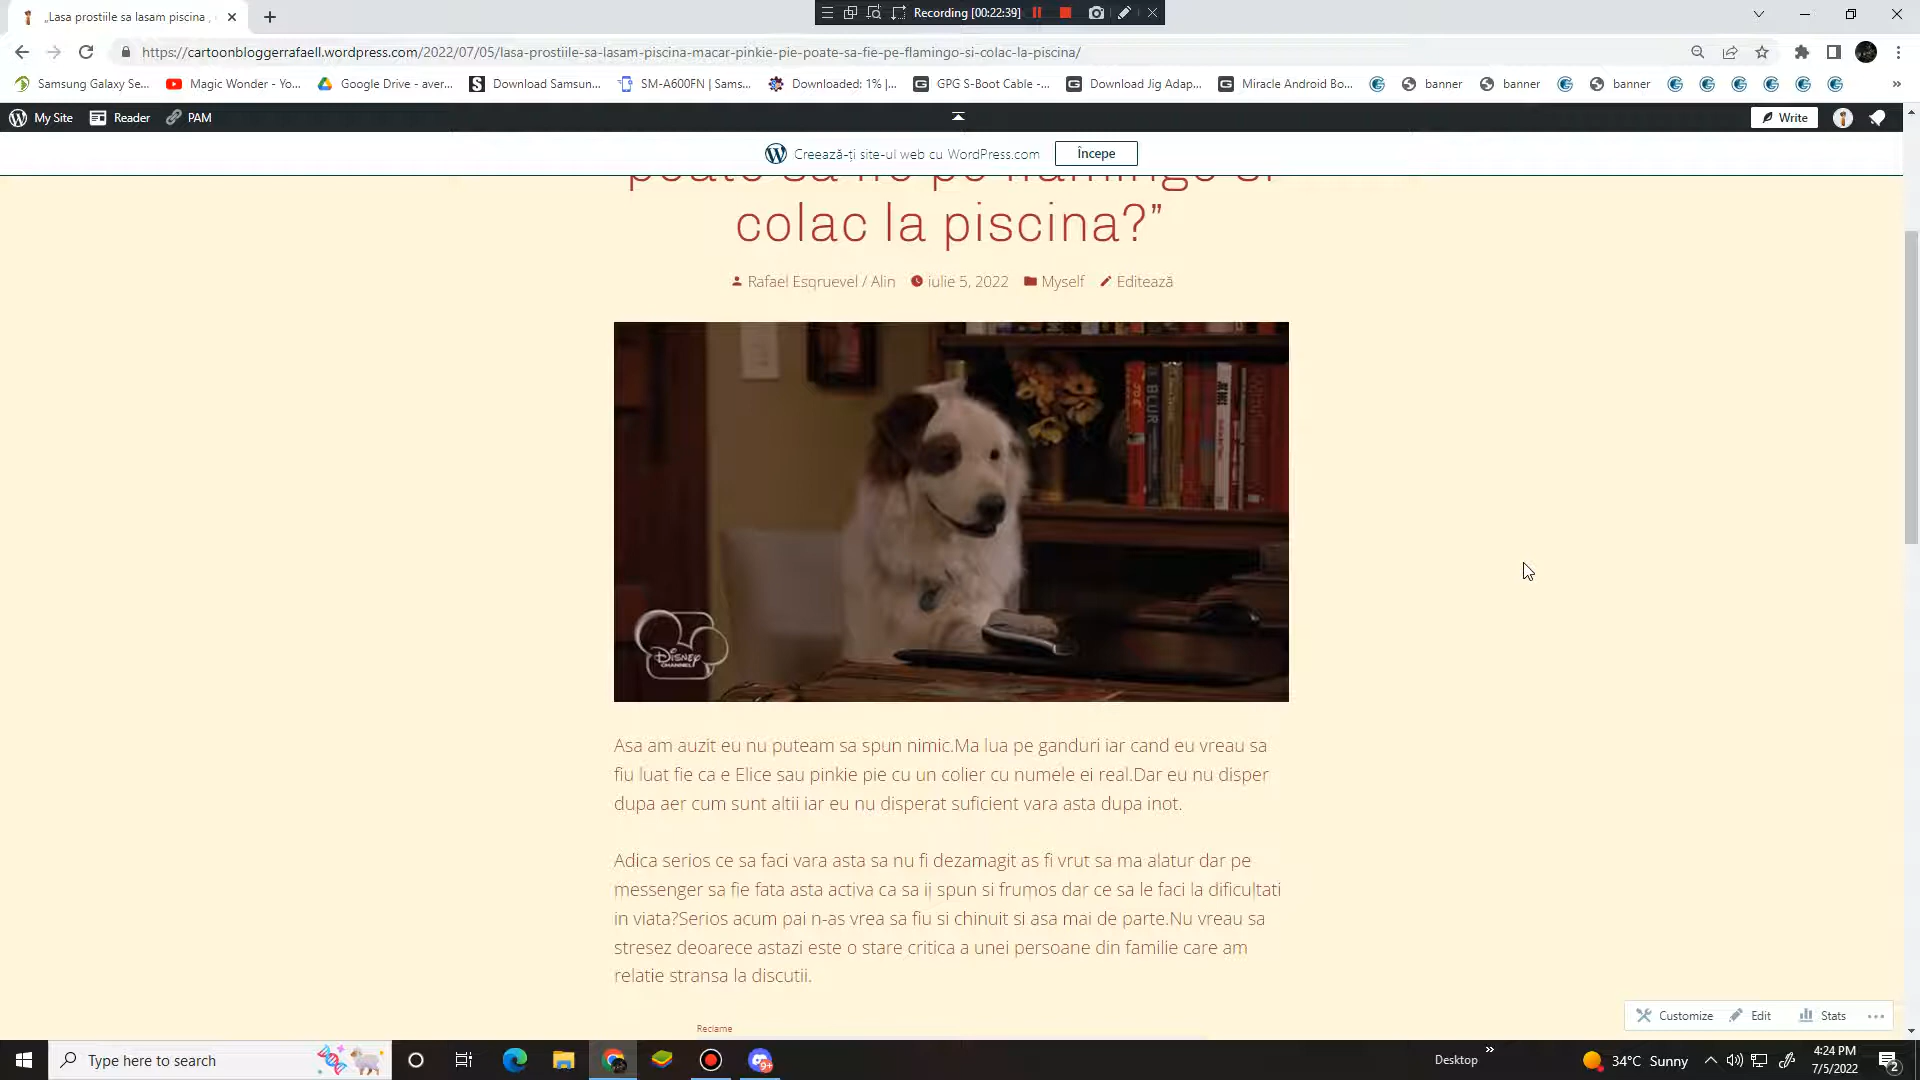 „Lasa prostiile sa lasam piscina ,
Recording [00:22:39]
https://cartoonbloggerrafaell.wordpress.com/2022/07/05/lasa-prostiile-sa-lasam-piscina-macar-pinkie-pie-poate-sa-fie-pe-flamingo-si-colac-la-piscina/
Samsung Galaxy Se... Magic Wonder - Yo... Google Drive - aver... Download Samsun... SM-A600FN | Sams... Downloaded: 1% |... GPG S-Boot Cable -... Download Jig Adap... Miracle Android Bo... banner banner banner »
My Site Reader PAM Write
Creează-ți site-ul web cu WordPress.com Începe
poate sa fie pe flamingo si
colac la piscina?”
Rafael Esqruevel / Alin iulie 5, 2022 Myself Editează
BLUR
Disney
CHANNEL
Asa am auzit eu nu puteam sa spun nimic.Ma lua pe ganduri iar cand eu vreau sa
fiu luat fie ca e Elice sau pinkie pie cu un colier cu numele ei real.Dar eu nu disper
dupa aer cum sunt altii iar eu nu disperat suficient vara asta dupa inot.
Adica serios ce sa faci vara asta sa nu fi dezamagit as fi vrut sa ma alatur dar pe
messenger sa fie fata asta activa ca sa ii spun si frumos dar ce sa le faci la dificultati
in viata?Serios acum pai n-as vrea sa fiu si chinuit si asa mai de parte.Nu vreau sa
stresez deoarece astazi este o stare critica a unei persoane din familie care am
relatie stransa la discutii.
Reclame
Customize Edit Stats
Type here to search
Desktop » 34°C Sunny 4:24 PM
7/5/2022
2